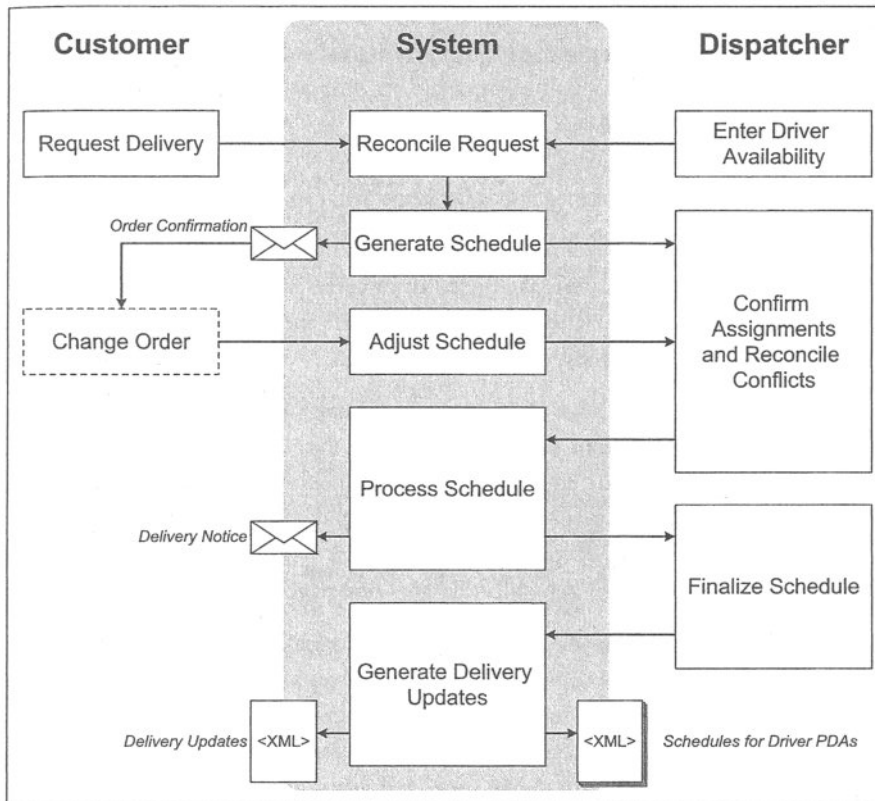 Customer
System
Dispatcher
Request Delivery
Reconcile Request
Enter Driver
Availability
Order Confirmation
Generate Schedule
Confirm
Assignments
and Reconcile
Conflicts
Change Order
Adjust Schedule
Process Schedule
Delivery Notice
Finalize Schedule
Generate Delivery
Updates
Delivery Updates
<XML>
<XML>
Schedules for Driver PDAs